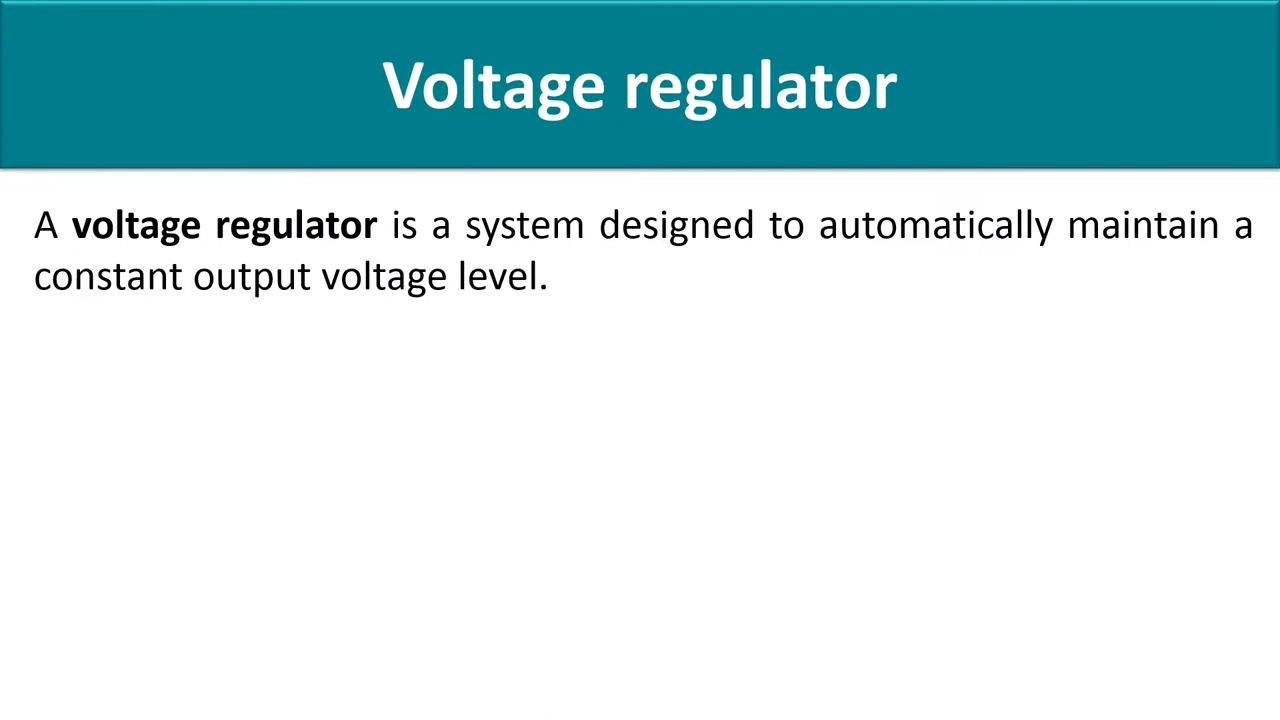 Voltage regulator
A voltage regulator is a system designed to automatically maintain a
constant output voltage level.